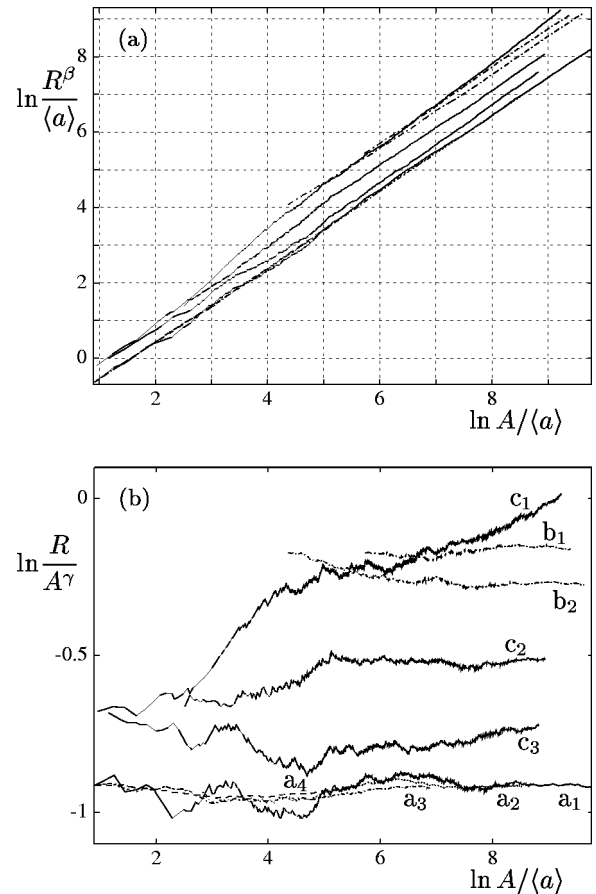 (a)
8
ln R^β / ⟨a⟩
6
4
2
0
2 4 6 8
ln A/⟨a⟩
(b)
0
ln R / A^γ
-0.5
-1
c₁
b₁
b₂
c₂
c₃
a₄
a₃ a₂ a₁
2 4 6 8
ln A/⟨a⟩